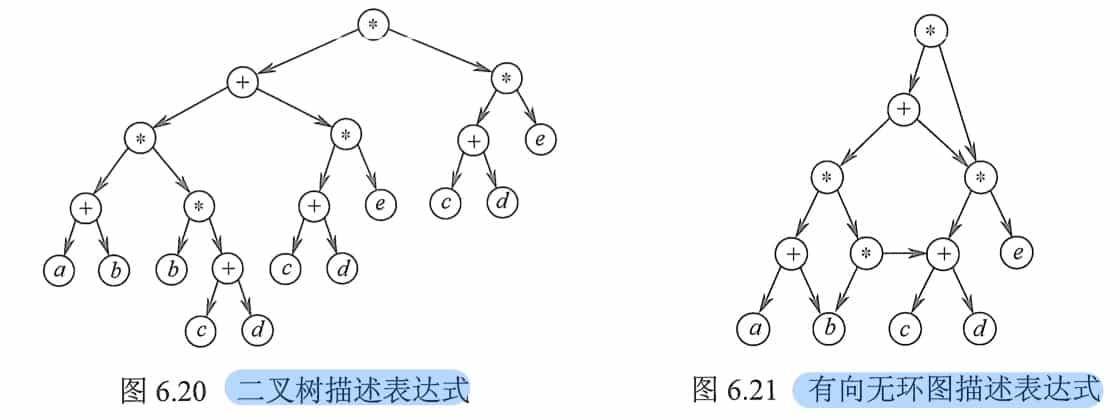 *
+ *
* * + e
+ * + e c d
a b b + c d
c d
图 6.20 二叉树描述表达式
*
+
* *
+ * + e
a b c d
图 6.21 有向无环图描述表达式